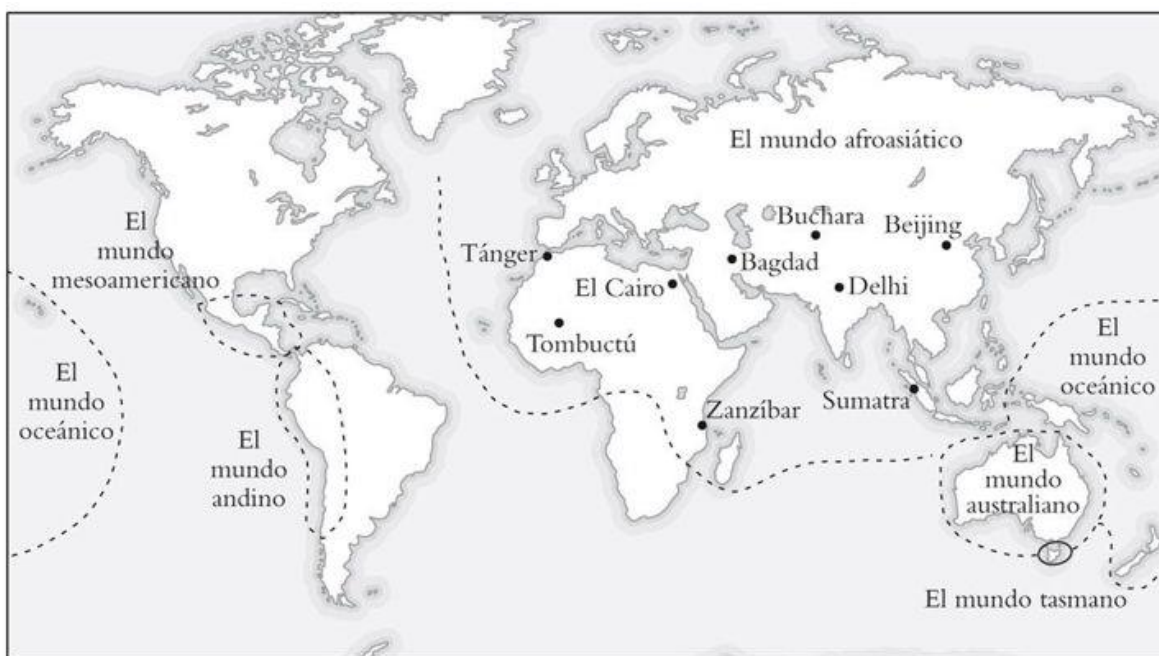 El mundo afroasiático
El
mundo
mesoamericano
Buchara
Beijing
Tánger
Bagdad
El Cairo
Delhi
Tombuctú
El
mundo
oceánico
El
mundo
oceánico
Sumatra
Zanzíbar
El
mundo
andino
El
mundo
australiano
El mundo tasmano